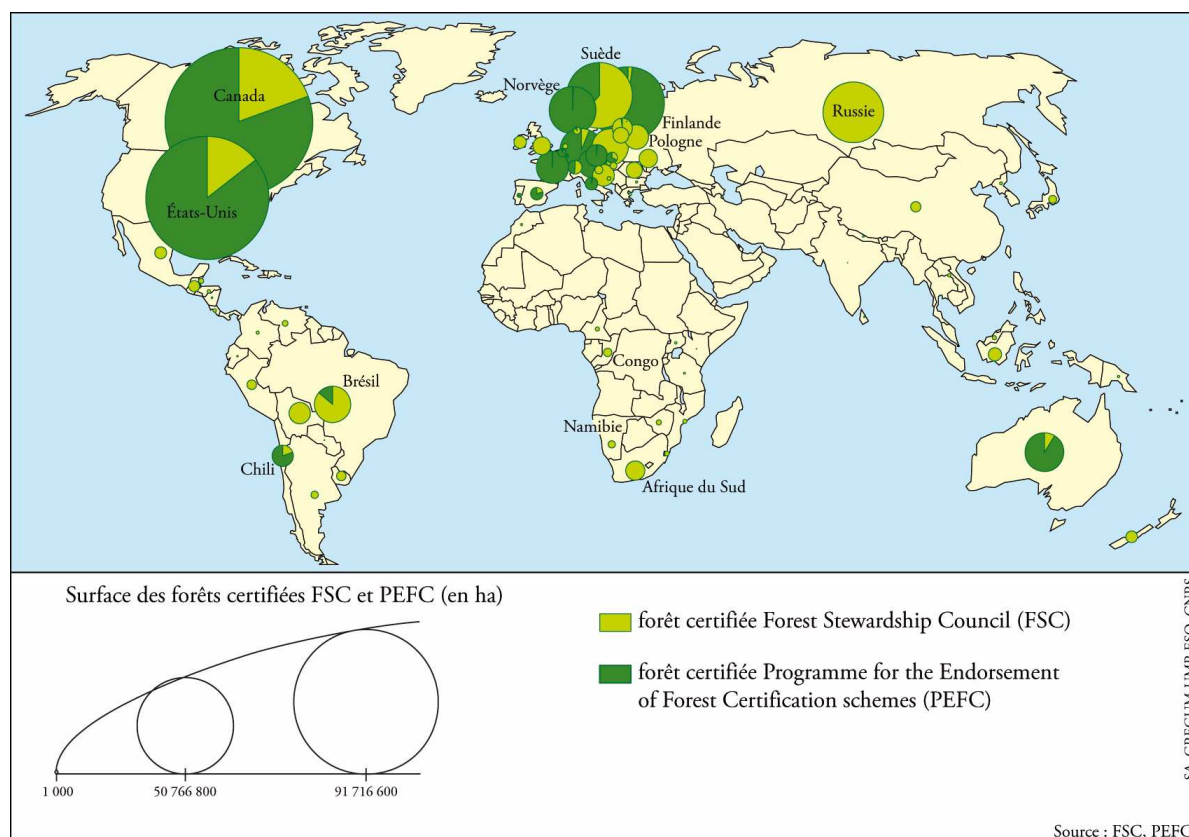 Suède
Norvège
Canada
Russie
Finlande
Pologne
États-Unis
Congo
Brésil
Namibie
Chili
Afrique du Sud
Surface des forêts certifiées FSC et PEFC (en ha)
1 000
50 766 800
91 716 600
forêt certifiée Forest Stewardship Council (FSC)
forêt certifiée Programme for the Endorsement
of Forest Certification schemes (PEFC)
Source : FSC, PEFC